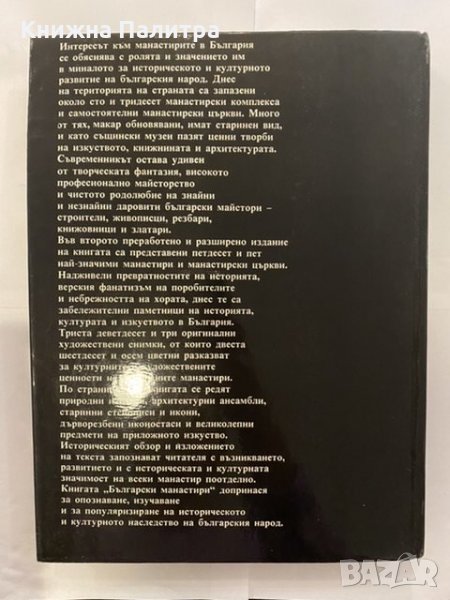 Книжна Палитра
Интересът към манастирите в България
се обяснява с ролята и значението им
в миналото за историческото и културното
развитие на българския народ. Днес
на територията на страната са запазени
около сто и тридесет манастирски комплекса
и самостоятелни манастирски църкви. Много
от тях, макар обновявани, имат старинен вид,
и като същински музеи пазят ценни творби
на изкуството, книжнината и архитектурата.
Съвременникът остава удивен
от творческата фантазия, високото
професионално майсторство
и чистото родолюбие на знайни
и незнайни даровити български майстори –
строители, живописци, резбари,
книжовници и златари.
Във второто преработено и разширено издание
на книгата са представени петдесет и пет
най-значими манастири и манастирски църкви.
Надживели превратностите на историята,
верския фанатизъм на поробителите
и небрежността на хората, днес те са
забележителни паметници на историята,
културата и изкуството в България.
Триста деветдесет и три оригинални
художествени снимки, от които двеста
шестдесет и осем цветни разказват
за културните художествените
ценности на манастири.
По книгата се редят
природни архитектурни ансамбли,
старинни стенописи и икони,
дърворезбени иконостаси и великолепни
предмети на приложното изкуство.
Историческият обзор и изложението
на текста запознават читателя с възникването,
развитието и с историческата и културната
значимост на всеки манастир поотделно.
Книгата „Български манастири" допринася
за опознаване, изучаване
и за популяризиране на историческото
и културното наследство на българския народ.
BAZAR